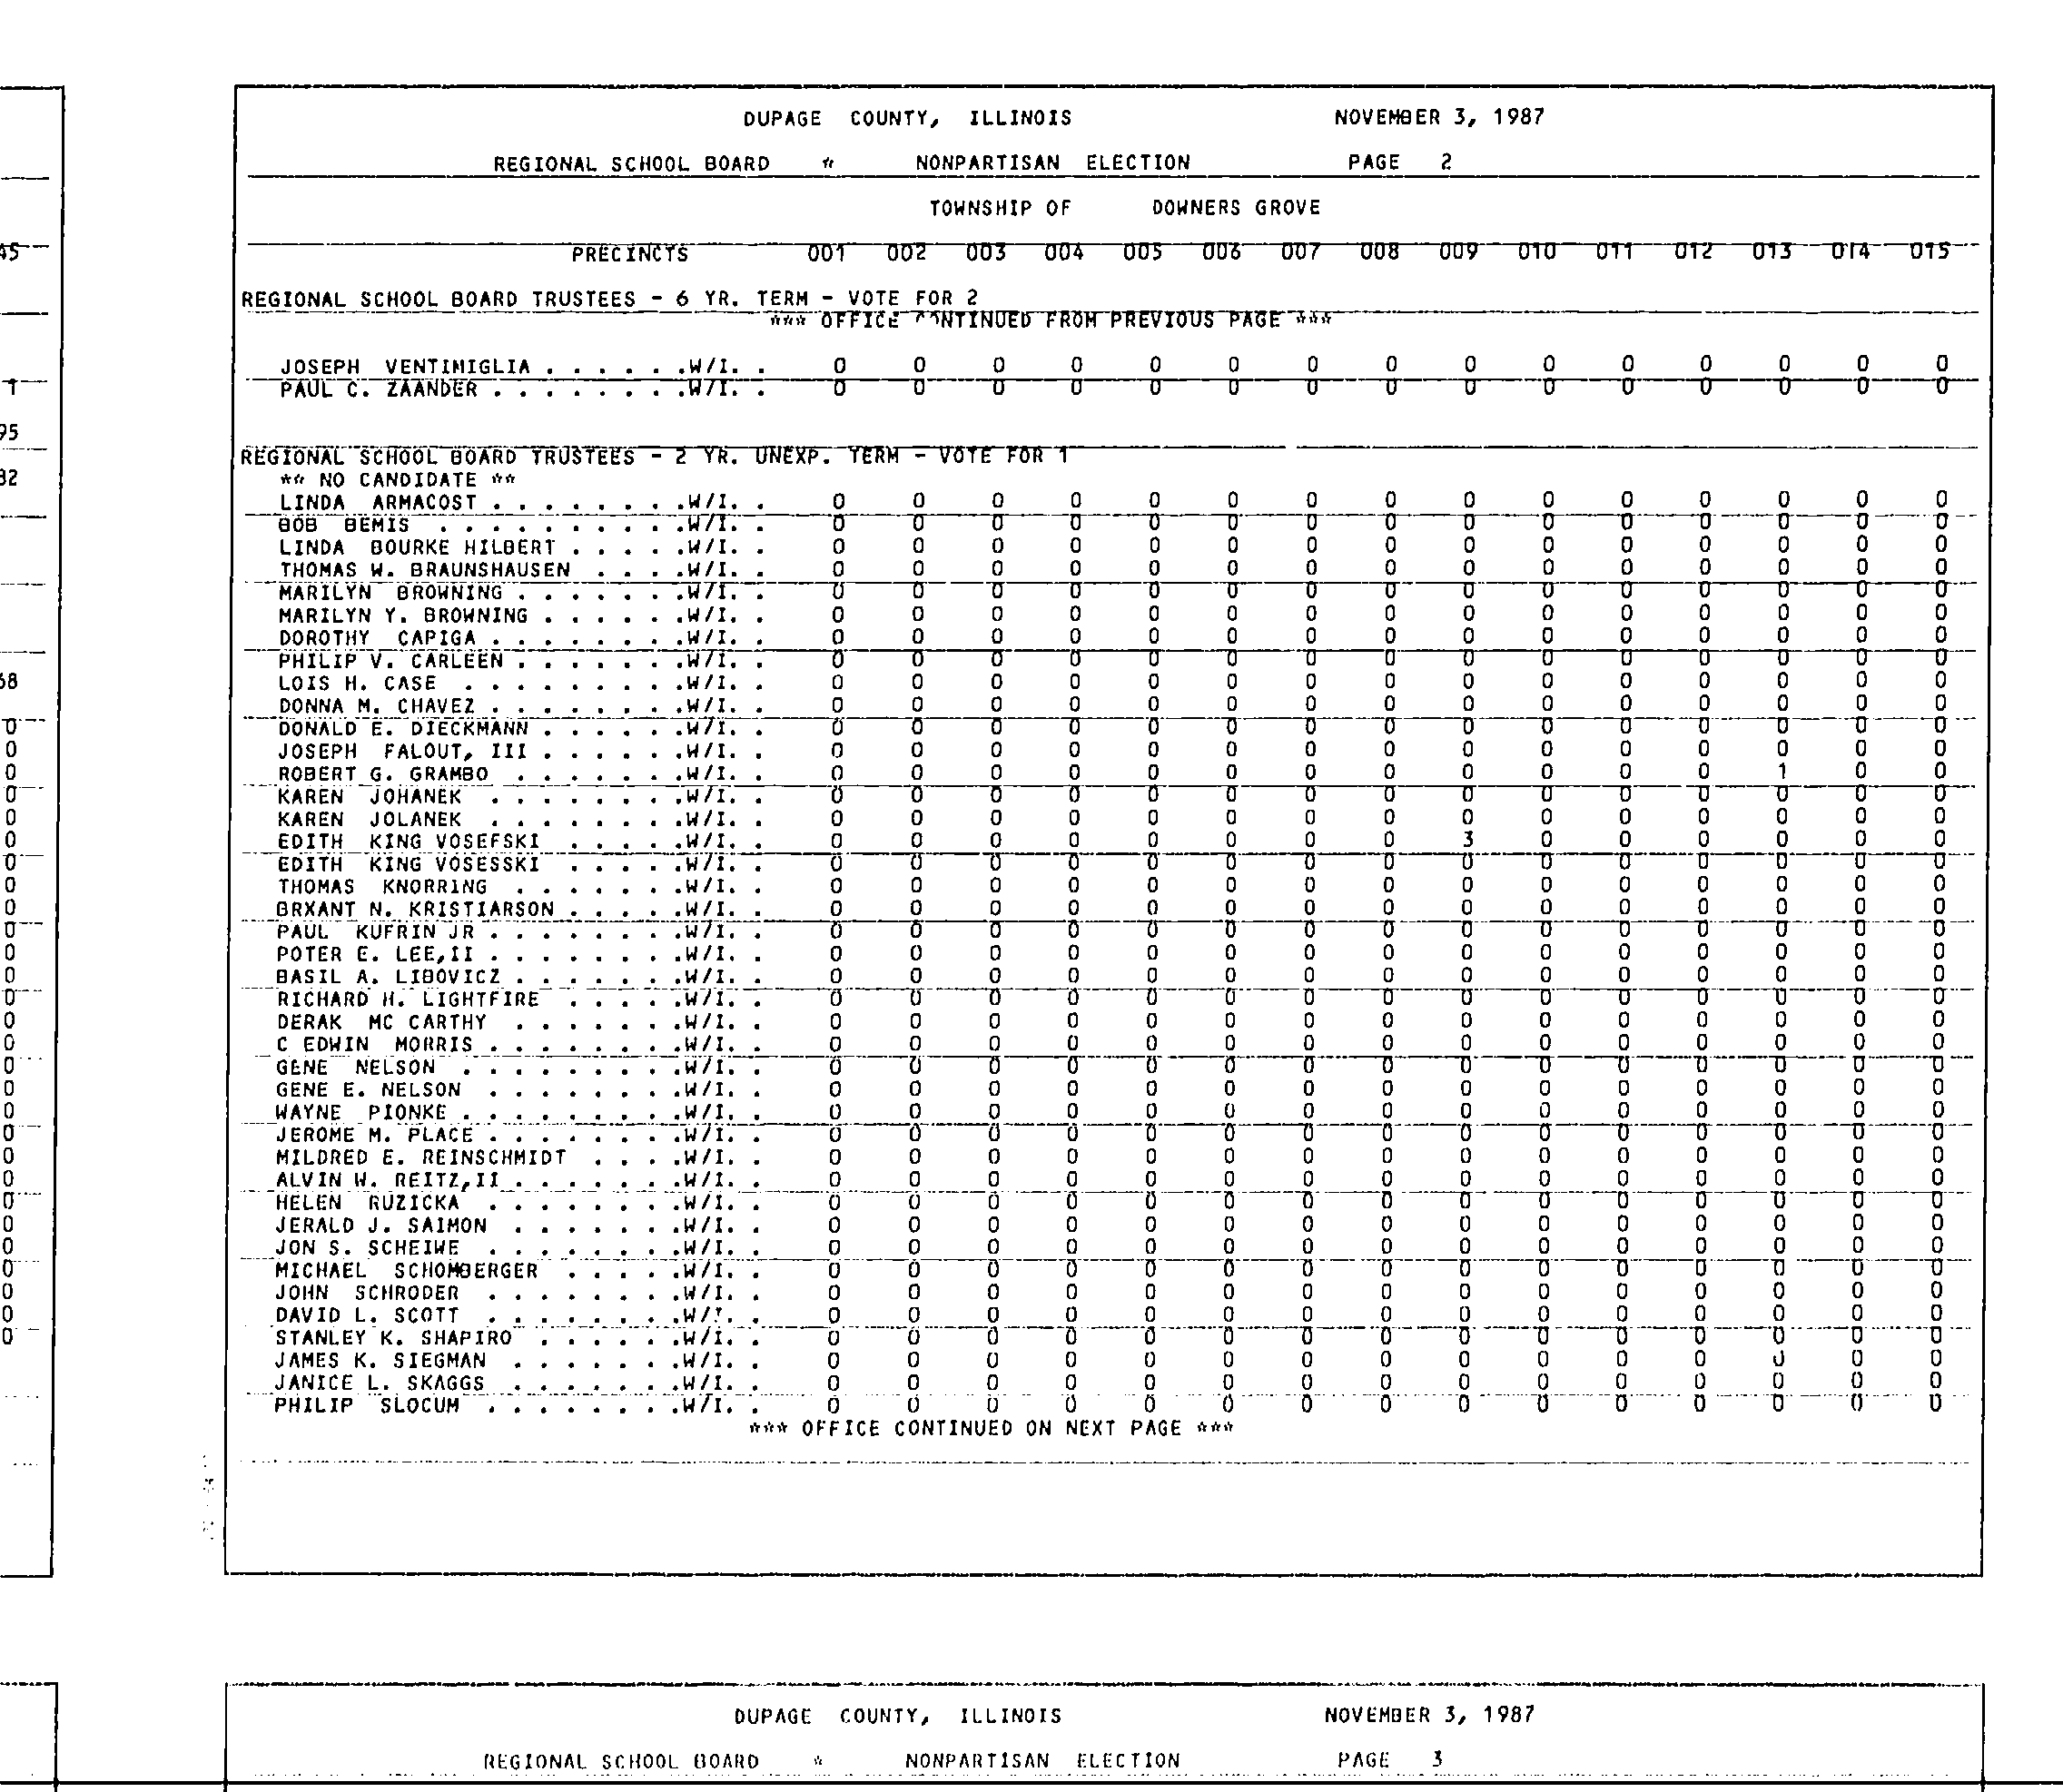 DUPAGE COUNTY, ILLINOIS NOVEMBER 3, 1987
REGIONAL SCHOOL BOARD * NONPARTISAN ELECTION PAGE 2
TOWNSHIP OF DOWNERS GROVE
45 PRECINCTS 001 002 003 004 005 006 007 008 009 010 011 012 013 014 015
REGIONAL SCHOOL BOARD TRUSTEES - 6 YR. TERM - VOTE FOR 2
*** OFFICE CONTINUED FROM PREVIOUS PAGE ***
JOSEPH VENTIMIGLIA . . . . . .W/I. . 0 0 0 0 0 0 0 0 0 0 0 0 0 0 0
1 PAUL C. ZAANDER . . . . . . . .W/I. . 0 0 0 0 0 0 0 0 0 0 0 0 0 0 0
95
REGIONAL SCHOOL BOARD TRUSTEES - 2 YR. UNEXP. TERM - VOTE FOR 1
32 ** NO CANDIDATE **
LINDA ARMACOST . . . . . . . .W/I. . 0 0 0 0 0 0 0 0 0 0 0 0 0 0 0
BOB BEMIS . . . . . . . . . .W/I. . 0 0 0 0 0 0 0 0 0 0 0 0 0 0 0
LINDA BOURKE HILBERT . . . . .W/I. . 0 0 0 0 0 0 0 0 0 0 0 0 0 0 0
THOMAS W. BRAUNSHAUSEN . . . .W/I. . 0 0 0 0 0 0 0 0 0 0 0 0 0 0 0
MARILYN BROWNING . . . . . . .W/I. . 0 0 0 0 0 0 0 0 0 0 0 0 0 0 0
MARILYN Y. BROWNING . . . . . .W/I. . 0 0 0 0 0 0 0 0 0 0 0 0 0 0 0
DOROTHY CAPIGA . . . . . . . .W/I. . 0 0 0 0 0 0 0 0 0 0 0 0 0 0 0
PHILIP V. CARLEEN . . . . . . .W/I. . 0 0 0 0 0 0 0 0 0 0 0 0 0 0 0
68 LOIS H. CASE . . . . . . . . .W/I. . 0 0 0 0 0 0 0 0 0 0 0 0 0 0 0
DONNA M. CHAVEZ . . . . . . . .W/I. . 0 0 0 0 0 0 0 0 0 0 0 0 0 0 0
0 DONALD E. DIECKMANN . . . . . .W/I. . 0 0 0 0 0 0 0 0 0 0 0 0 0 0 0
0 JOSEPH FALOUT, III . . . . . .W/I. . 0 0 0 0 0 0 0 0 0 0 0 0 0 0 0
0 ROBERT G. GRAMBO . . . . . . .W/I. . 0 0 0 0 0 0 0 0 0 0 0 0 1 0 0
0 KAREN JOHANEK . . . . . . . .W/I. . 0 0 0 0 0 0 0 0 0 0 0 0 0 0 0
0 KAREN JOLANEK . . . . . . . .W/I. . 0 0 0 0 0 0 0 0 0 0 0 0 0 0 0
0 EDITH KING VOSEFSKI . . . . .W/I. . 0 0 0 0 0 0 0 0 3 0 0 0 0 0 0
0 EDITH KING VOSESSKI . . . . .W/I. . 0 0 0 0 0 0 0 0 0 0 0 0 0 0 0
0 THOMAS KNORRING . . . . . . .W/I. . 0 0 0 0 0 0 0 0 0 0 0 0 0 0 0
0 BRXANT N. KRISTIARSON . . . . .W/I. . 0 0 0 0 0 0 0 0 0 0 0 0 0 0 0
0 PAUL KUFRIN JR . . . . . . . .W/I. . 0 0 0 0 0 0 0 0 0 0 0 0 0 0 0
0 POTER E. LEE,II . . . . . . . .W/I. . 0 0 0 0 0 0 0 0 0 0 0 0 0 0 0
0 BASIL A. LIBOVICZ . . . . . . .W/I. . 0 0 0 0 0 0 0 0 0 0 0 0 0 0 0
0 RICHARD H. LIGHTFIRE . . . . .W/I. . 0 0 0 0 0 0 0 0 0 0 0 0 0 0 0
0 DERAK MC CARTHY . . . . . . .W/I. . 0 0 0 0 0 0 0 0 0 0 0 0 0 0 0
0 C EDWIN MORRIS . . . . . . . .W/I. . 0 0 0 0 0 0 0 0 0 0 0 0 0 0 0
0 GENE NELSON . . . . . . . . .W/I. . 0 0 0 0 0 0 0 0 0 0 0 0 0 0 0
0 GENE E. NELSON . . . . . . . .W/I. . 0 0 0 0 0 0 0 0 0 0 0 0 0 0 0
0 WAYNE PIONKE . . . . . . . . .W/I. . 0 0 0 0 0 0 0 0 0 0 0 0 0 0 0
0 JEROME M. PLACE . . . . . . . .W/I. . 0 0 0 0 0 0 0 0 0 0 0 0 0 0 0
0 MILDRED E. REINSCHMIDT . . . .W/I. . 0 0 0 0 0 0 0 0 0 0 0 0 0 0 0
0 ALVIN W. REITZ,II . . . . . . .W/I. . 0 0 0 0 0 0 0 0 0 0 0 0 0 0 0
0 HELEN RUZICKA . . . . . . . .W/I. . 0 0 0 0 0 0 0 0 0 0 0 0 0 0 0
0 JERALD J. SAIMON . . . . . . .W/I. . 0 0 0 0 0 0 0 0 0 0 0 0 0 0 0
0 JON S. SCHEIWE . . . . . . . .W/I. . 0 0 0 0 0 0 0 0 0 0 0 0 0 0 0
0 MICHAEL SCHOMBERGER . . . . .W/I. . 0 0 0 0 0 0 0 0 0 0 0 0 0 0 0
0 JOHN SCHRODER . . . . . . . .W/I. . 0 0 0 0 0 0 0 0 0 0 0 0 0 0 0
0 DAVID L. SCOTT . . . . . . . .W/I. . 0 0 0 0 0 0 0 0 0 0 0 0 0 0 0
0 STANLEY K. SHAPIRO . . . . . .W/I. . 0 0 0 0 0 0 0 0 0 0 0 0 0 0 0
JAMES K. SIEGMAN . . . . . . .W/I. . 0 0 0 0 0 0 0 0 0 0 0 0 0 0 0
JANICE L. SKAGGS . . . . . . .W/I. . 0 0 0 0 0 0 0 0 0 0 0 0 0 0 0
PHILIP SLOCUM . . . . . . . .W/I. . 0 0 0 0 0 0 0 0 0 0 0 0 0 0 0
*** OFFICE CONTINUED ON NEXT PAGE ***
DUPAGE COUNTY, ILLINOIS NOVEMBER 3, 1987
REGIONAL SCHOOL BOARD * NONPARTISAN ELECTION PAGE 3